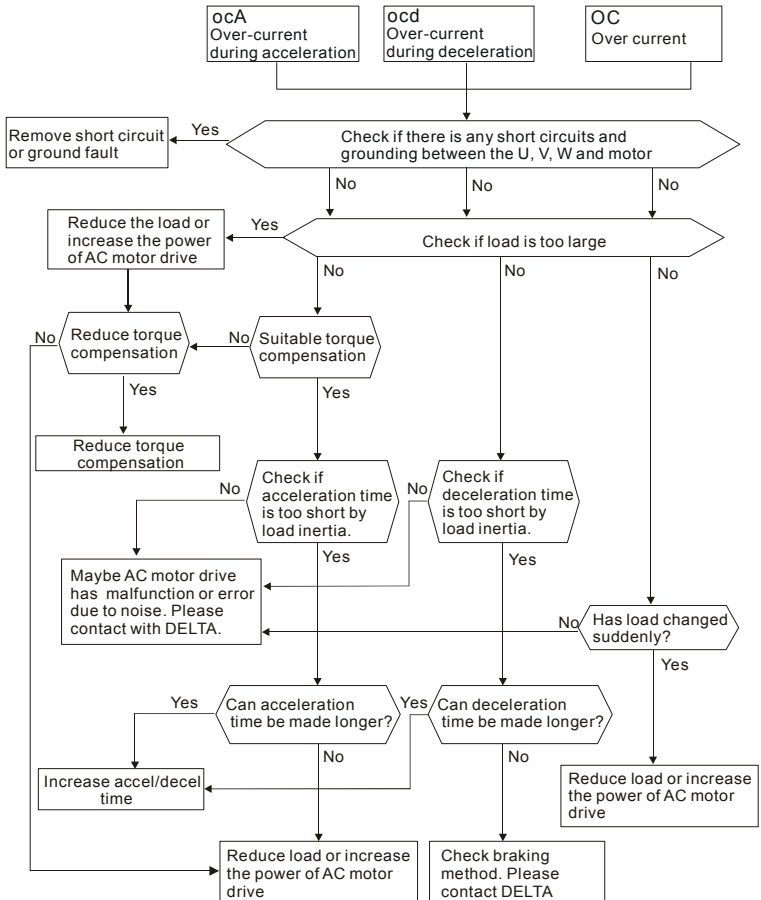 ocA
Over-current
during acceleration
ocd
Over-current
during deceleration
OC
Over current
Remove short circuit
or ground fault
Yes
Check if there is any short circuits and
grounding between the U, V, W and motor
No
No
No
Reduce the load or
increase the power
of AC motor drive
Yes
Check if load is too large
No
No
No
No
Reduce torque
compensation
No
Suitable torque
compensation
Yes
Yes
Reduce torque
compensation
No
Check if
acceleration time
is too short by
load inertia.
No
Check if
deceleration time
is too short by
load inertia.
Yes
Yes
Maybe AC motor drive
has malfunction or error
due to noise. Please
contact with DELTA.
No
Has load changed
suddenly?
Yes
Yes
Can acceleration
time be made longer?
Yes
Can deceleration
time be made longer?
No
No
Increase accel/decel
time
Reduce load or increase
the power of AC motor
drive
Reduce load or increase
the power of AC motor
drive
Check braking
method. Please
contact DELTA